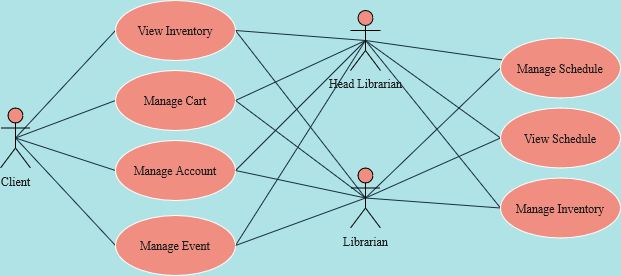 View Inventory
Manage Cart
Manage Account
Manage Event
Client
Head Librarian
Librarian
Manage Schedule
View Schedule
Manage Inventory